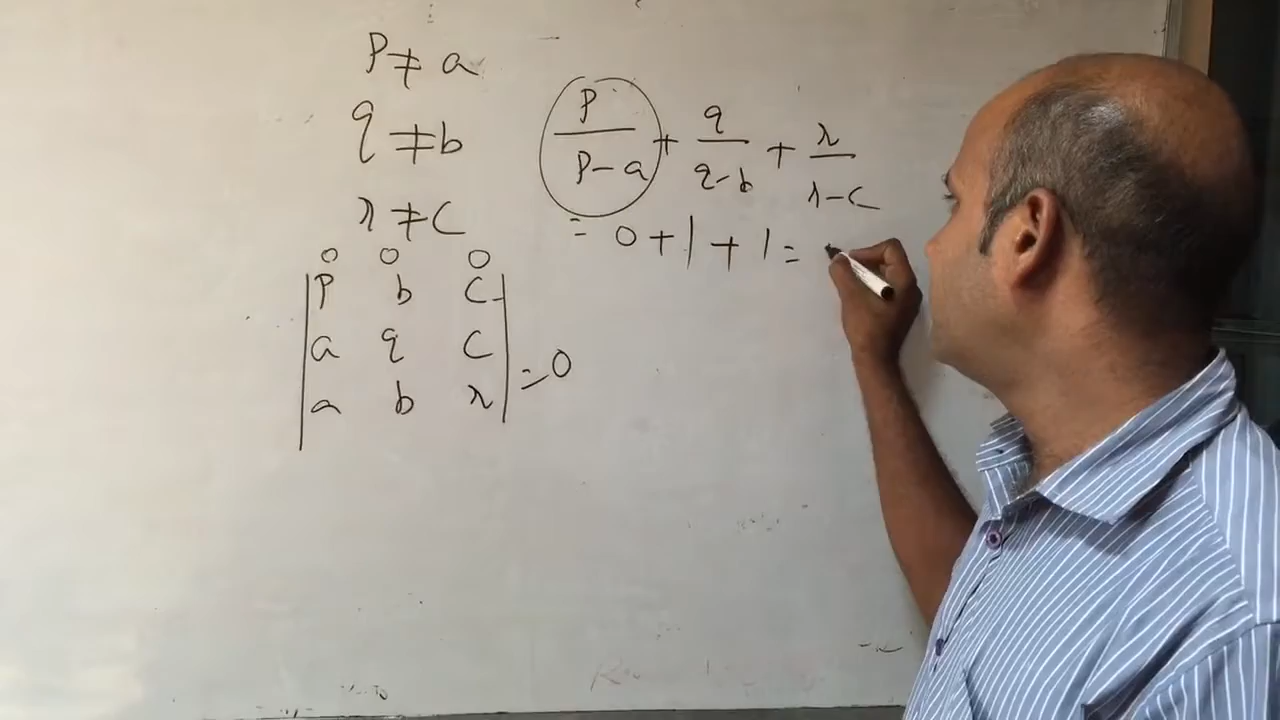 P ≠ a
q ≠ b
r ≠ c
P/(P-a) + q/(q-b) + r/(r-c)
= 0 + 1 + 1 =
0 0 0
P b c
a q c
a b r
= 0